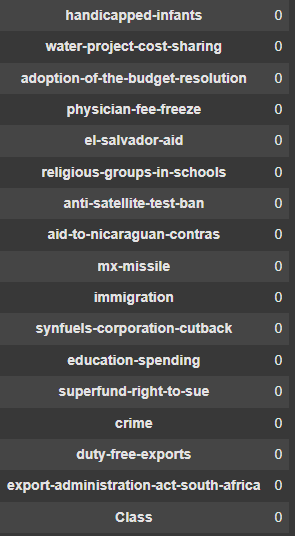 handicapped-infants 0
water-project-cost-sharing 0
adoption-of-the-budget-resolution 0
physician-fee-freeze 0
el-salvador-aid 0
religious-groups-in-schools 0
anti-satellite-test-ban 0
aid-to-nicaraguan-contras 0
mx-missile 0
immigration 0
synfuels-corporation-cutback 0
education-spending 0
superfund-right-to-sue 0
crime 0
duty-free-exports 0
export-administration-act-south-africa 0
Class 0